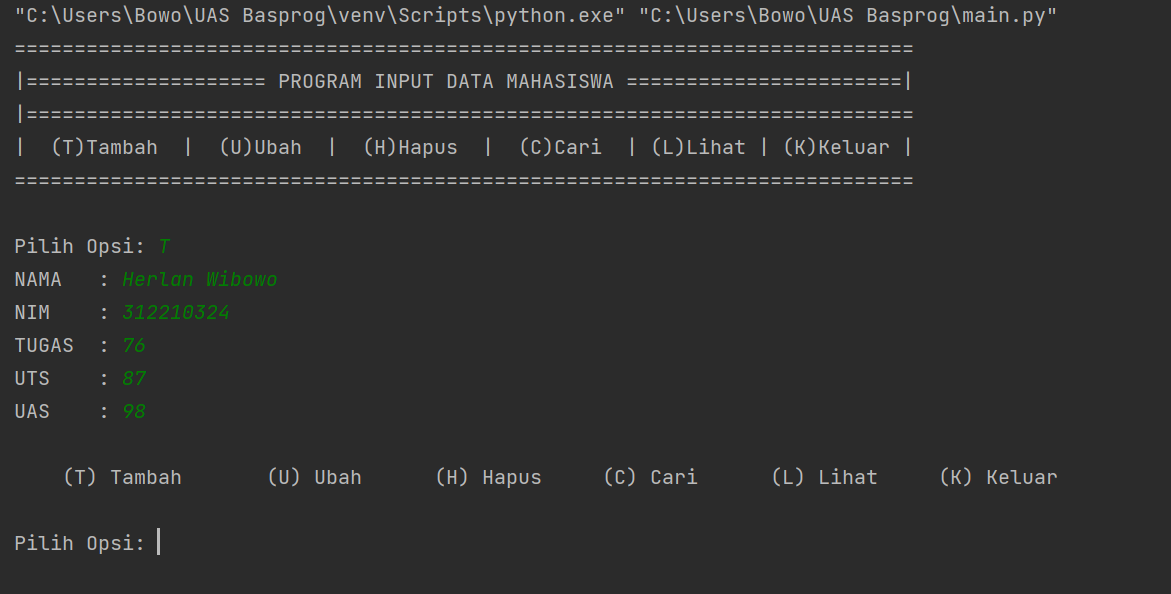 "C:\Users\Bowo\UAS Basprog\venv\Scripts\python.exe" "C:\Users\Bowo\UAS Basprog\main.py"
===========================================================================
|==================== PROGRAM INPUT DATA MAHASISWA =======================|
|==========================================================================
|  (T)Tambah  |  (U)Ubah  |  (H)Hapus  |  (C)Cari  | (L)Lihat | (K)Keluar |
===========================================================================
Pilih Opsi: T
NAMA   : Herlan Wibowo
NIM    : 312210324
TUGAS  : 76
UTS    : 87
UAS    : 98
(T) Tambah       (U) Ubah      (H) Hapus     (C) Cari      (L) Lihat     (K) Keluar
Pilih Opsi: